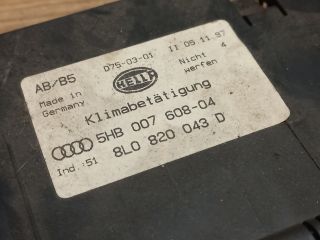 AB/B5 D75-03-01 II 05.11.97
Made in Germany HELLA Nicht werfen 4
Klimabetätigung
5HB 007 608-04
Ind.:51 8L0 820 043 D